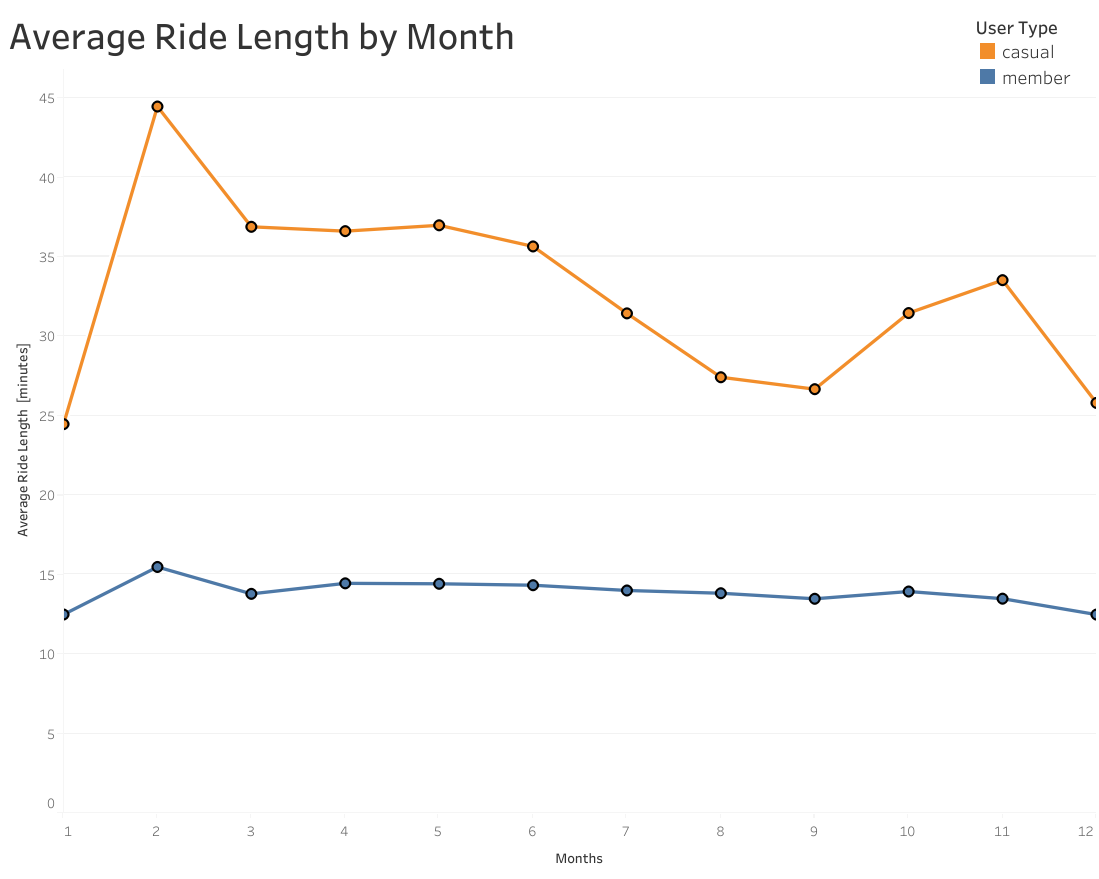 Average Ride Length by Month
User Type
casual
member
45
40
35
30
25
20
15
10
5
0
Average Ride Length [minutes]
1 2 3 4 5 6 7 8 9 10 11 12
Months